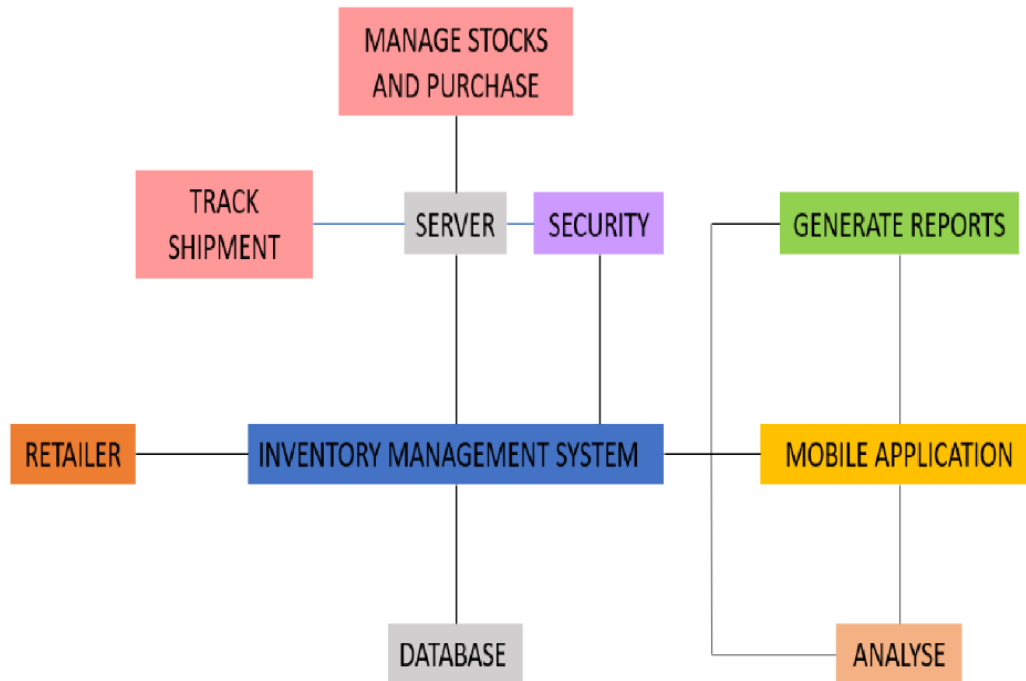 MANAGE STOCKS
AND PURCHASE
TRACK
SHIPMENT
SERVER
SECURITY
GENERATE REPORTS
RETAILER
INVENTORY MANAGEMENT SYSTEM
MOBILE APPLICATION
DATABASE
ANALYSE